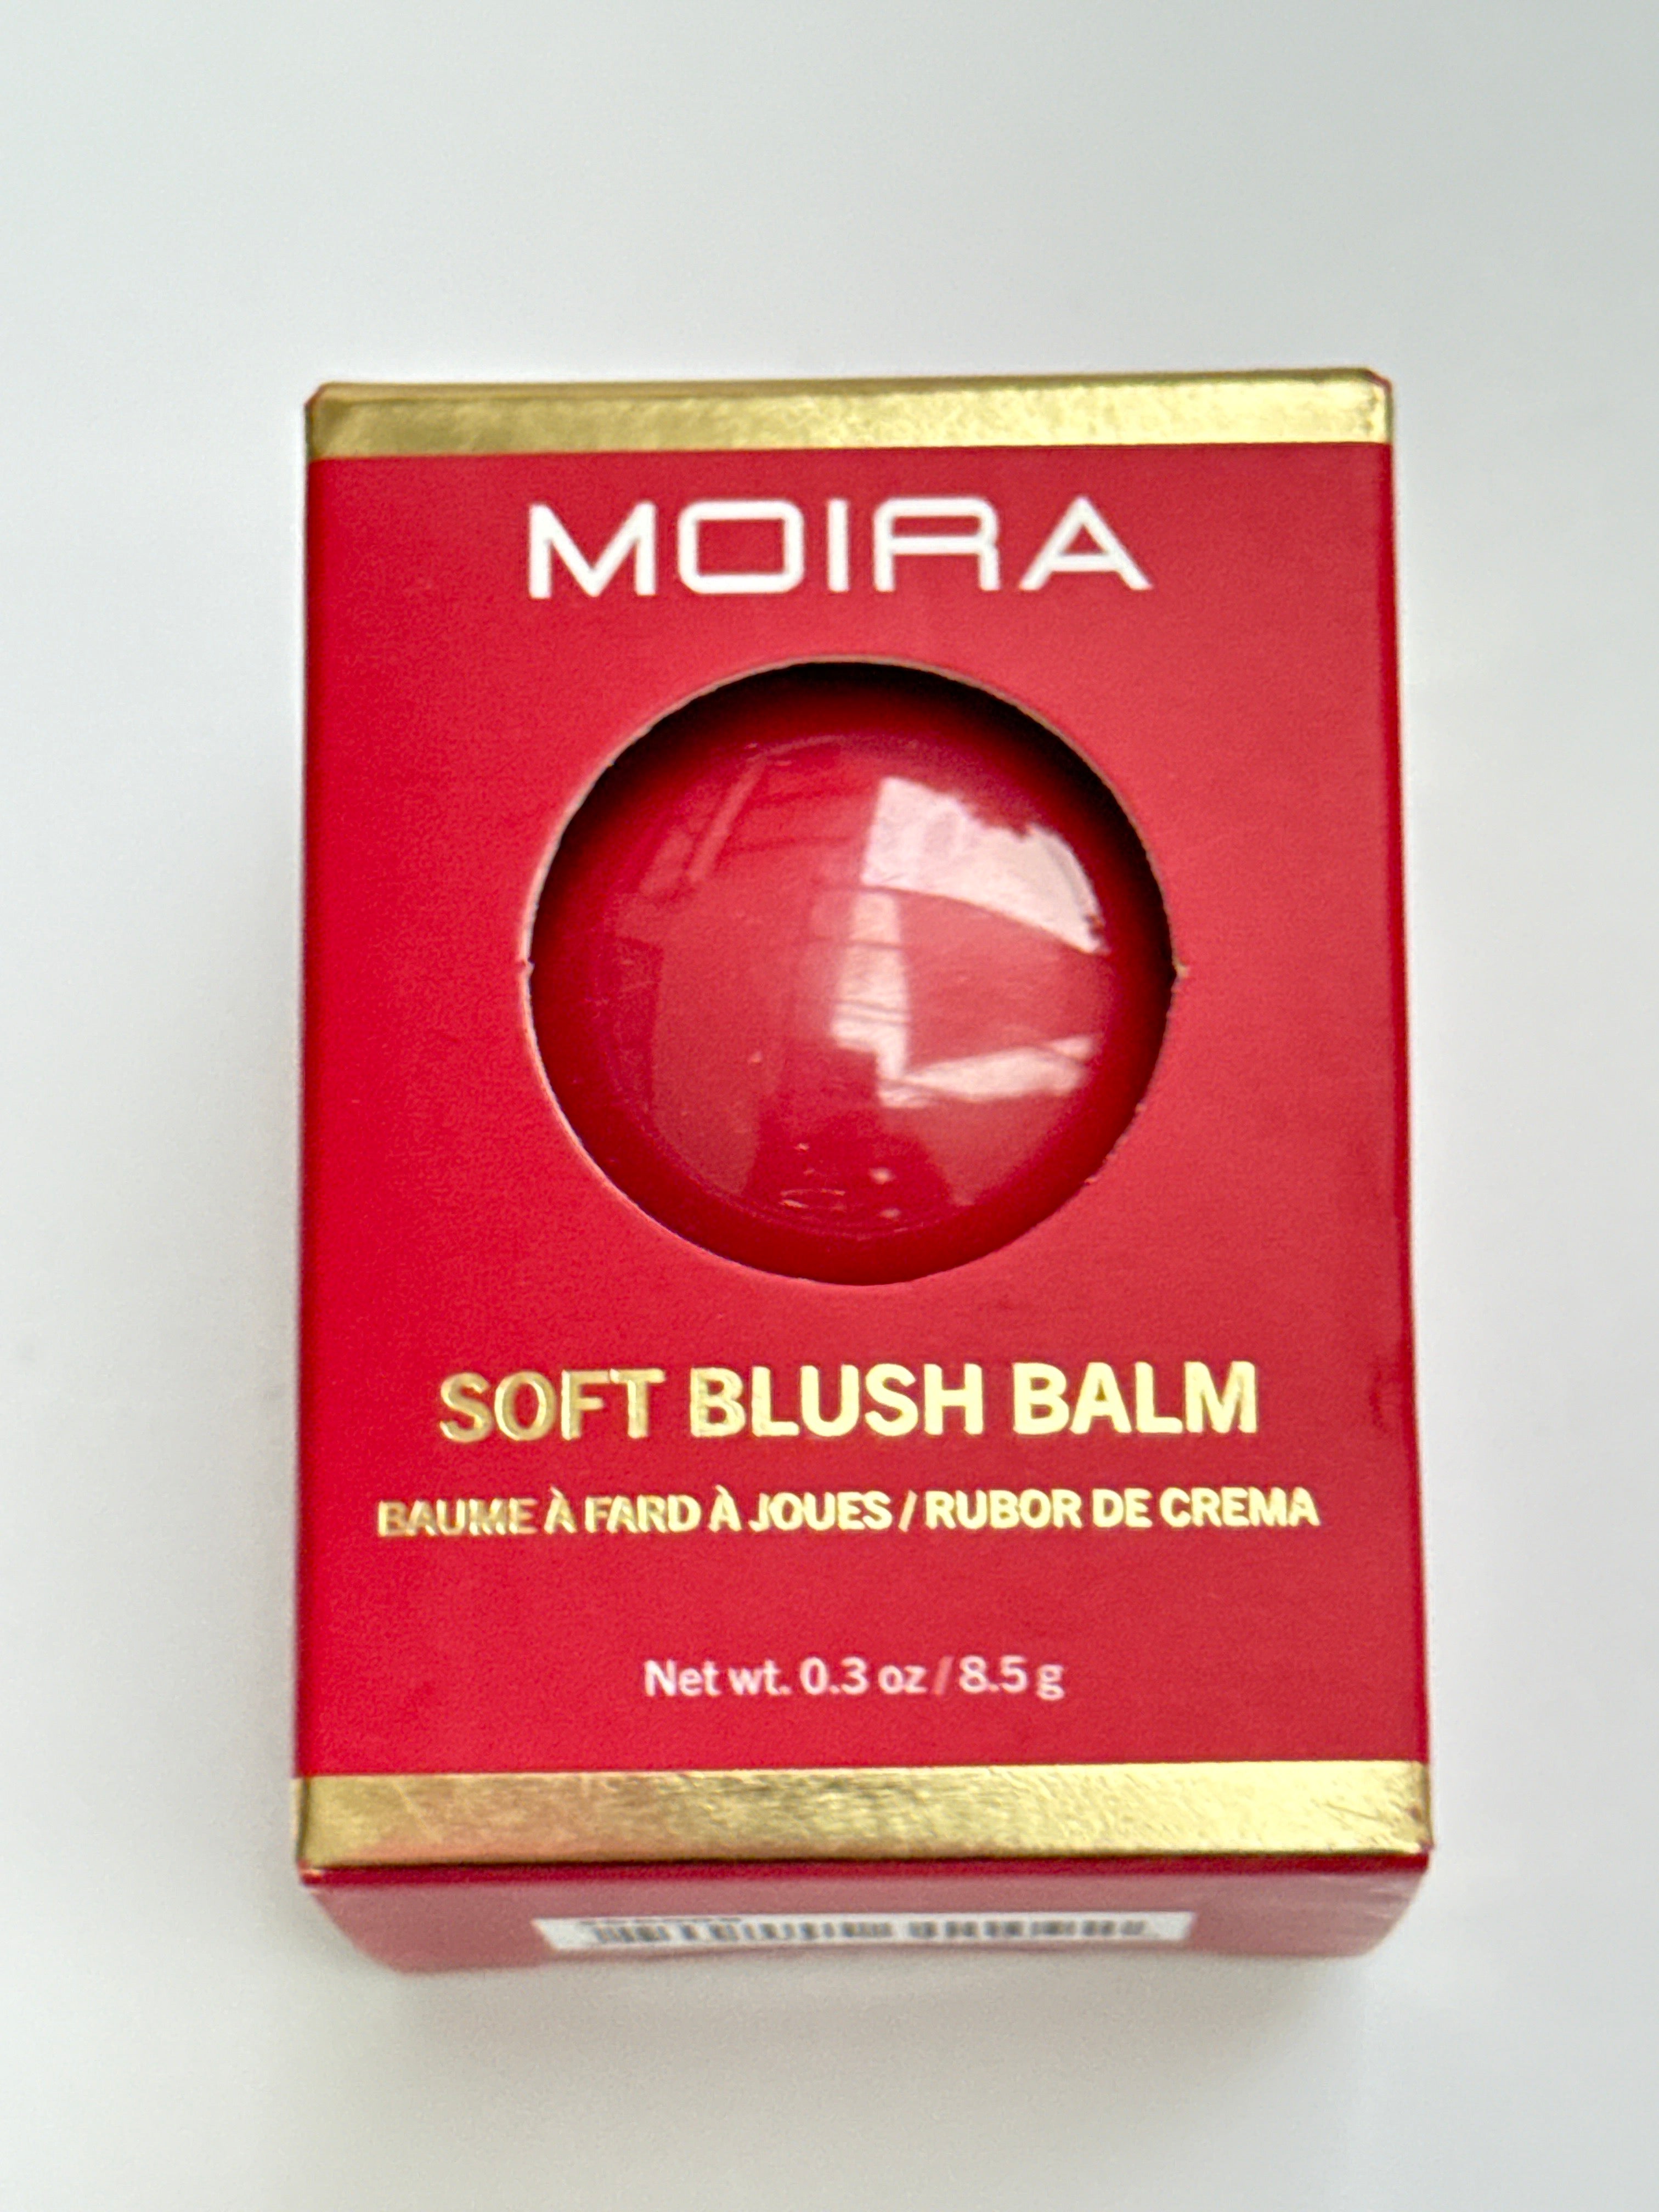 MOIRA
SOFT BLUSH BALM
BAUME À FARD À JOUES / RUBOR DE CREMA
Net wt. 0.3 oz / 8.5 g